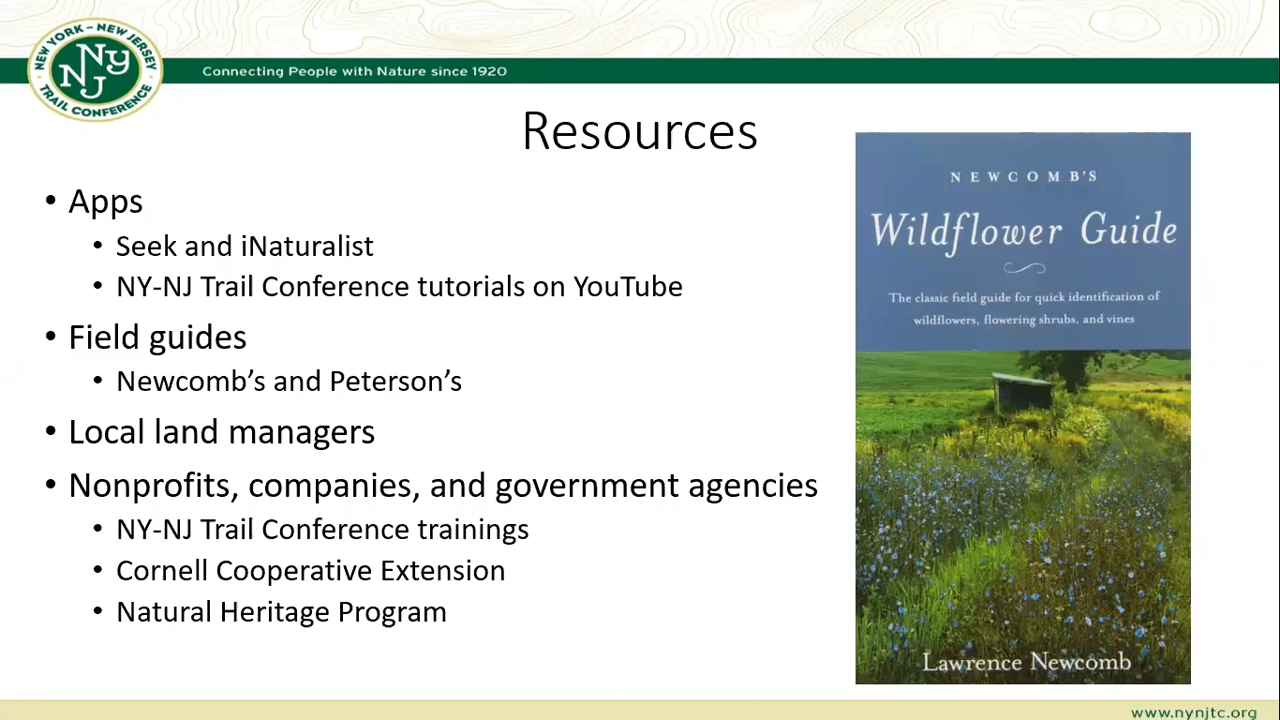 NEW YORK – NEW JERSEY
NY
NJ
TRAIL CONFERENCE
Connecting People with Nature since 1920
Resources
• Apps
• Seek and iNaturalist
• NY-NJ Trail Conference tutorials on YouTube
• Field guides
• Newcomb’s and Peterson’s
• Local land managers
• Nonprofits, companies, and government agencies
• NY-NJ Trail Conference trainings
• Cornell Cooperative Extension
• Natural Heritage Program
NEWCOMB'S
Wildflower Guide
The classic field guide for quick identification of
wildflowers, flowering shrubs, and vines
Lawrence Newcomb
www.nynjtc.org